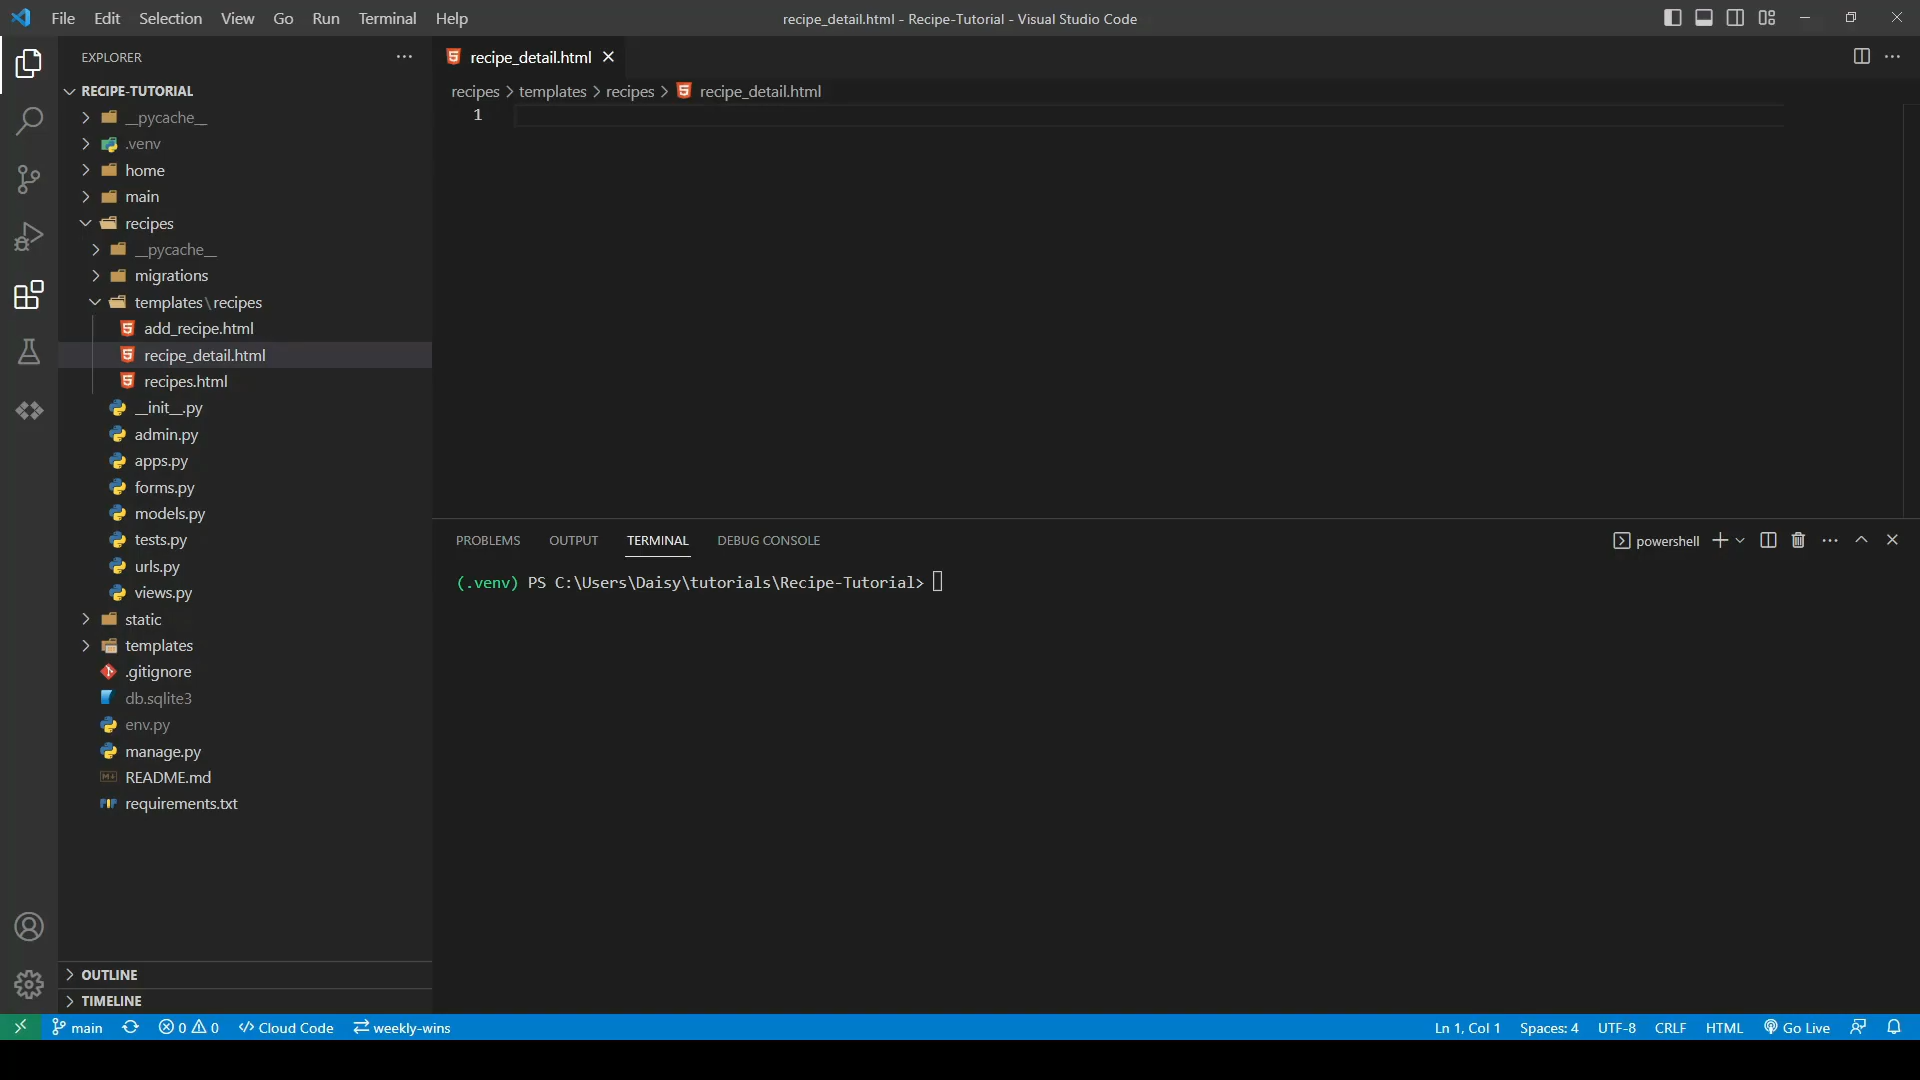 File Edit Selection View Go Run Terminal Help
recipe_detail.html - Recipe-Tutorial - Visual Studio Code
EXPLORER
RECIPE-TUTORIAL
__pycache__
.venv
home
main
recipes
__pycache__
migrations
templates\recipes
add_recipe.html
recipe_detail.html
recipes.html
__init__.py
admin.py
apps.py
forms.py
models.py
tests.py
urls.py
views.py
static
templates
.gitignore
db.sqlite3
env.py
manage.py
README.md
requirements.txt
OUTLINE
TIMELINE
recipe_detail.html
recipes > templates > recipes > recipe_detail.html
1
PROBLEMS OUTPUT TERMINAL DEBUG CONSOLE
powershell
(.venv) PS C:\Users\Daisy\tutorials\Recipe-Tutorial>
main 0 0 Cloud Code weekly-wins
Ln 1, Col 1 Spaces: 4 UTF-8 CRLF HTML Go Live